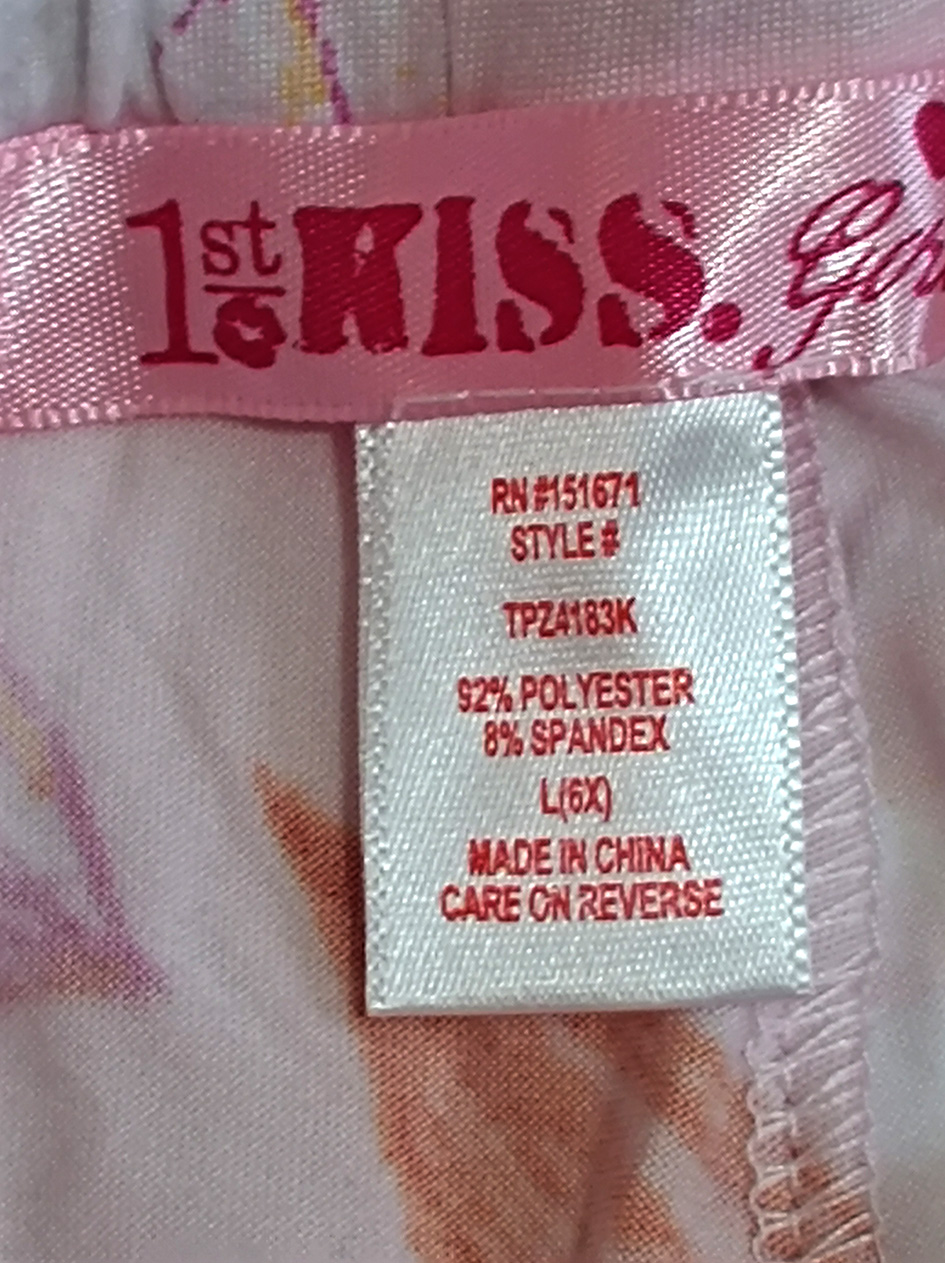 1st KISS.
RN #151671
STYLE #
TPZ4183K
92% POLYESTER
8% SPANDEX
L(6X)
MADE IN CHINA
CARE ON REVERSE